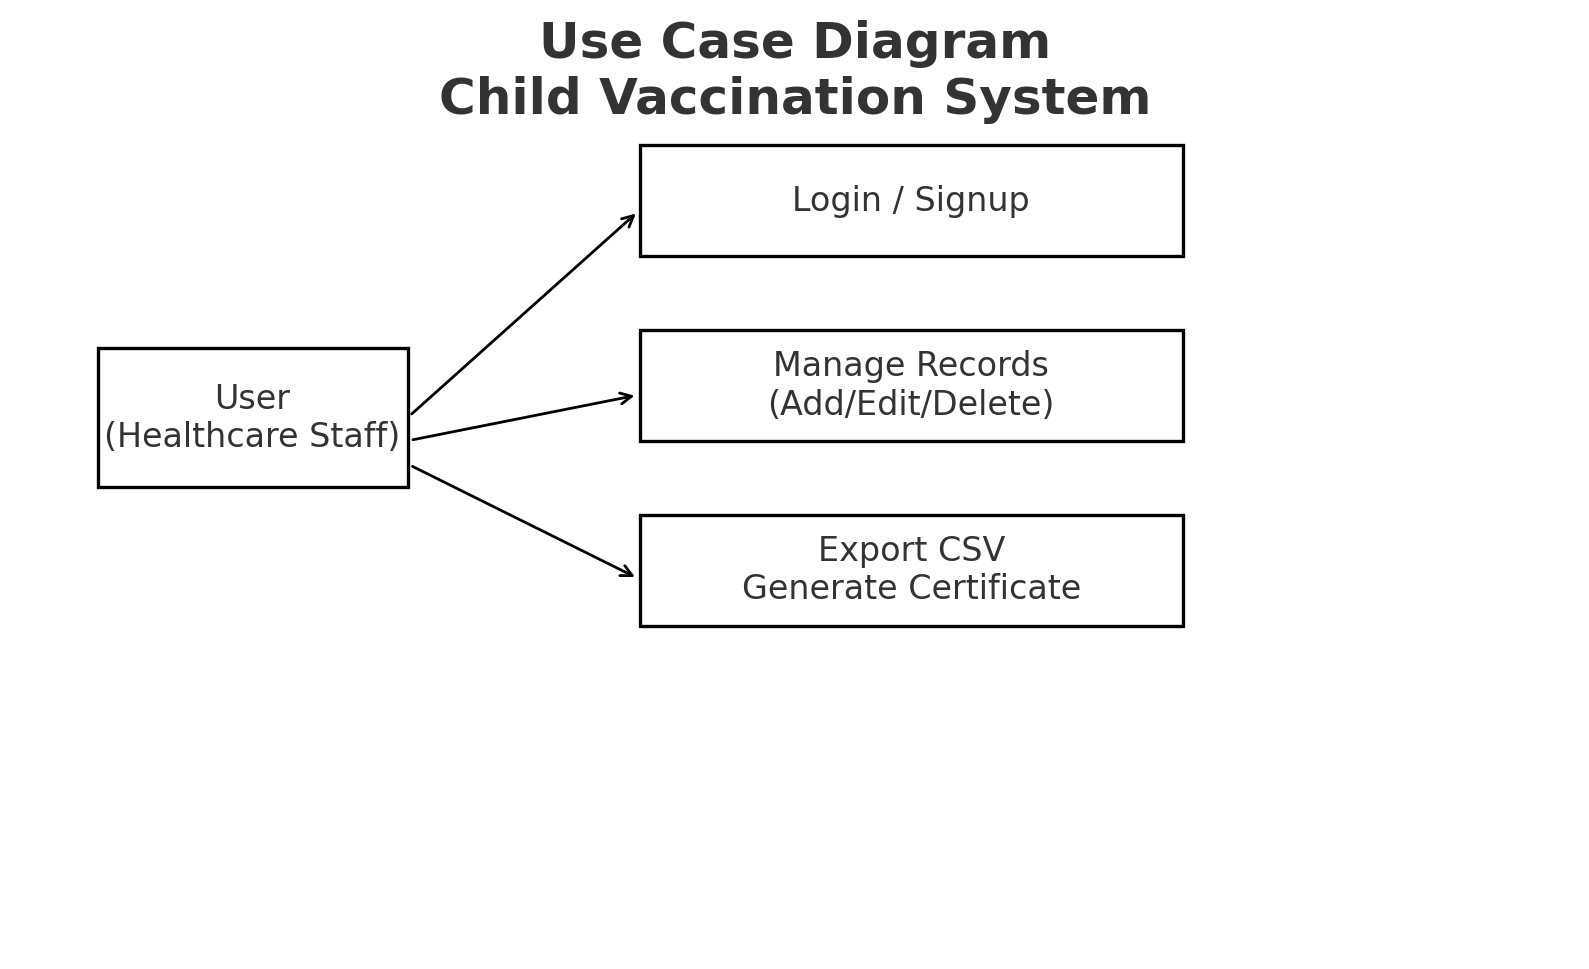 Use Case Diagram
Child Vaccination System
Login / Signup
User
(Healthcare Staff)
Manage Records
(Add/Edit/Delete)
Export CSV
Generate Certificate